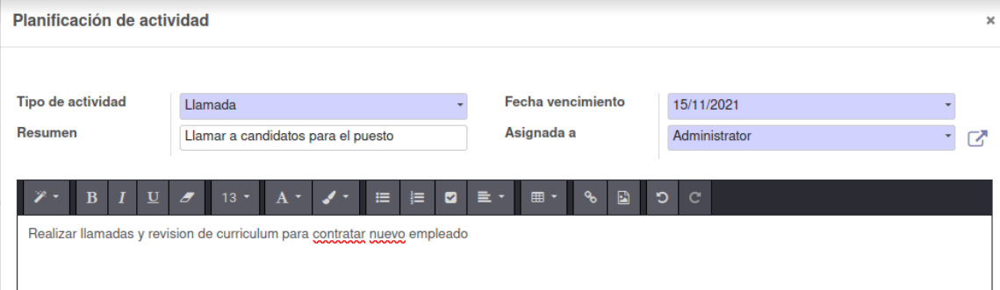 Planificación de actividad ×
Tipo de actividad Llamada Fecha vencimiento 15/11/2021
Resumen Llamar a candidatos para el puesto Asignada a Administrator
B I U 13 A
Realizar llamadas y revision de curriculum para contratar nuevo empleado